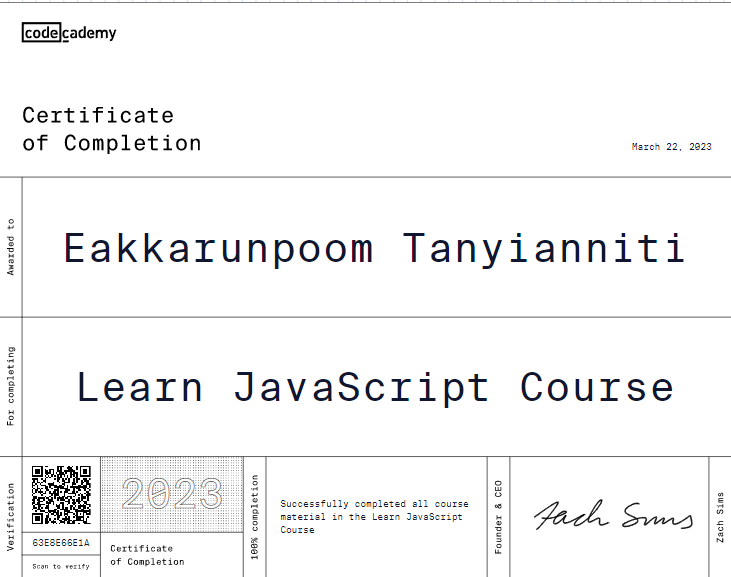 codecademy
Certificate
of Completion
March 22, 2023
Awarded to
Eakkarunpoom Tanyianniti
For completing
Learn JavaScript Course
Verification
63E8E66E1A
Scan to verify
2023
Certificate
of Completion
100% completion
Successfully completed all course
material in the Learn JavaScript
Course
Founder & CEO
Zach Sims
Zach Sims